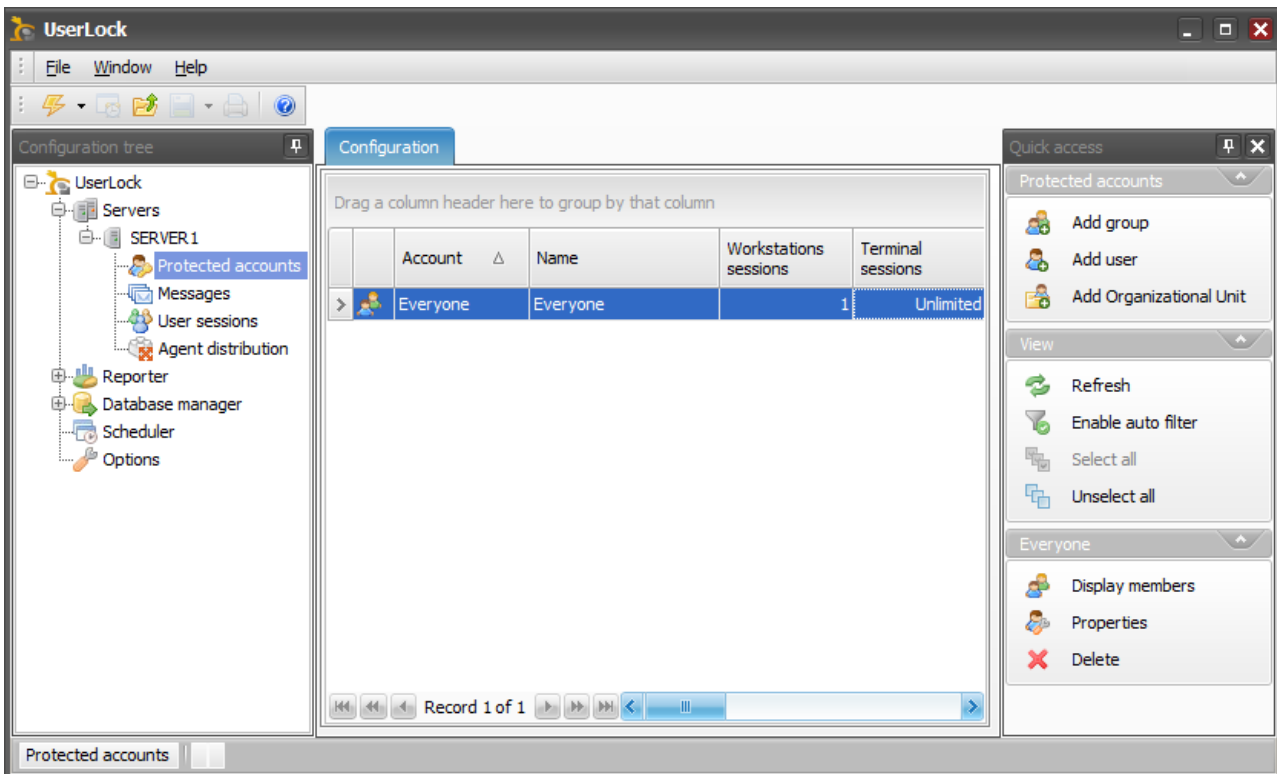 UserLock
File Window Help
Configuration tree
UserLock
Servers
SERVER1
Protected accounts
Messages
User sessions
Agent distribution
Reporter
Database manager
Scheduler
Options
Configuration
Drag a column header here to group by that column
Account Name Workstations sessions Terminal sessions
Everyone Everyone 1 Unlimited
Record 1 of 1
Quick access
Protected accounts
Add group
Add user
Add Organizational Unit
View
Refresh
Enable auto filter
Select all
Unselect all
Everyone
Display members
Properties
Delete
Protected accounts